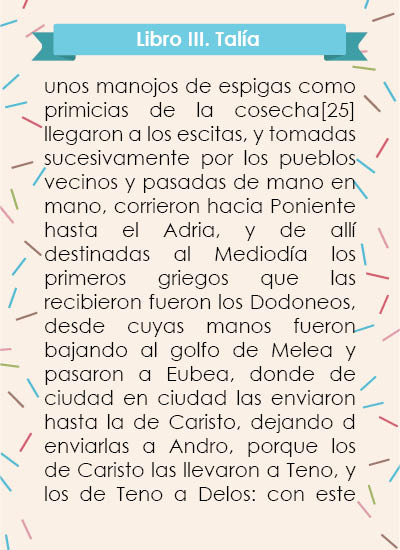 Libro III. Talía
unos manojos de espigas como
primicias de la cosecha[25]
llegaron a los escitas, y tomadas
sucesivamente por los pueblos
vecinos y pasadas de mano en
mano, corrieron hacia Poniente
hasta el Adria, y de allí
destinadas al Mediodía los
primeros griegos que las
recibieron fueron los Dodoneos,
desde cuyas manos fueron
bajando al golfo de Melea y
pasaron a Eubea, donde de
ciudad en ciudad las enviaron
hasta la de Caristo, dejando d
enviarlas a Andro, porque los
de Caristo las llevaron a Teno, y
los de Teno a Delos: con este